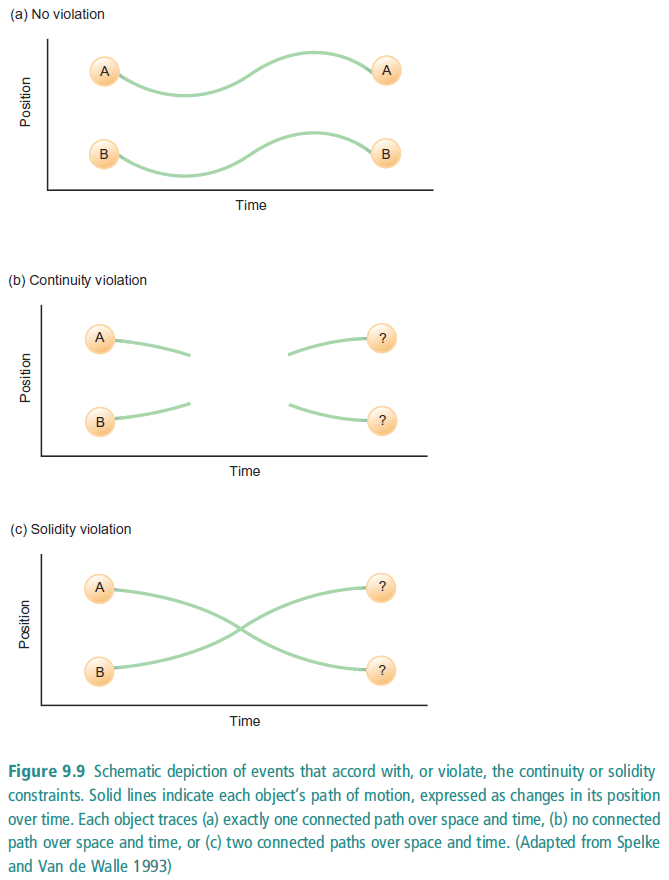 (a) No violation
A
A
Position
B
B
Time
(b) Continuity violation
A
?
Position
B
?
Time
(c) Solidity violation
A
?
Position
B
?
Time
Figure 9.9 Schematic depiction of events that accord with, or violate, the continuity or solidity
constraints. Solid lines indicate each object’s path of motion, expressed as changes in its position
over time. Each object traces (a) exactly one connected path over space and time, (b) no connected
path over space and time, or (c) two connected paths over space and time. (Adapted from Spelke
and Van de Walle 1993)